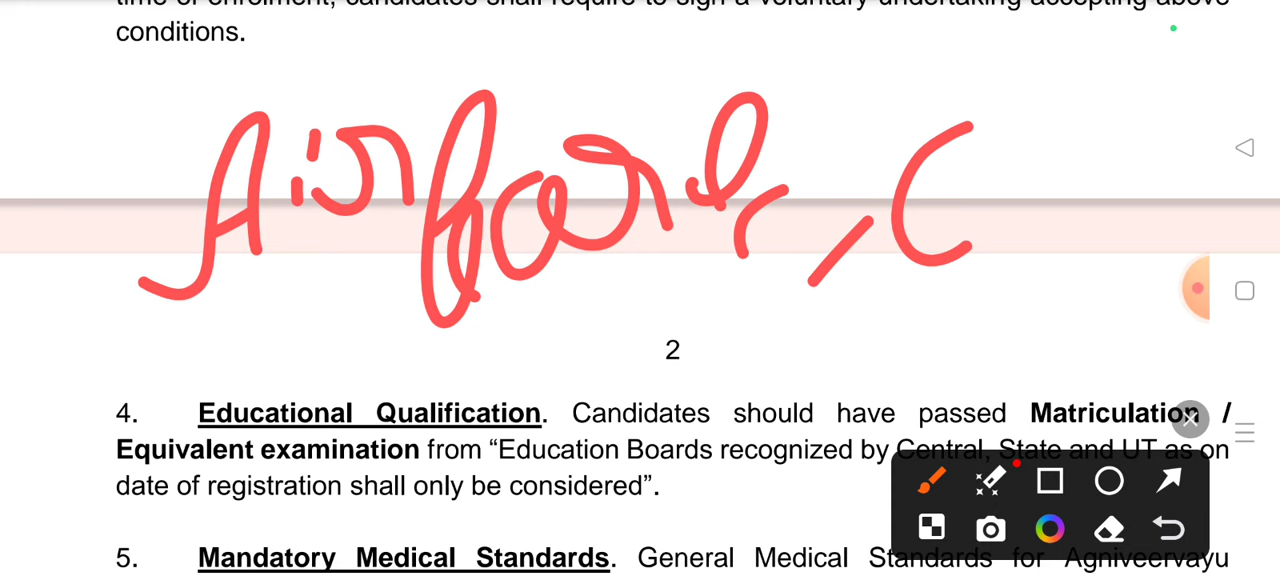 conditions.
2
4. Educational Qualification. Candidates should have passed Matriculation /
Equivalent examination from “Education Boards recognized by Central, State and UT as on
date of registration shall only be considered”.
5. Mandatory Medical Standards. General Medical Standards for Agniveervayu